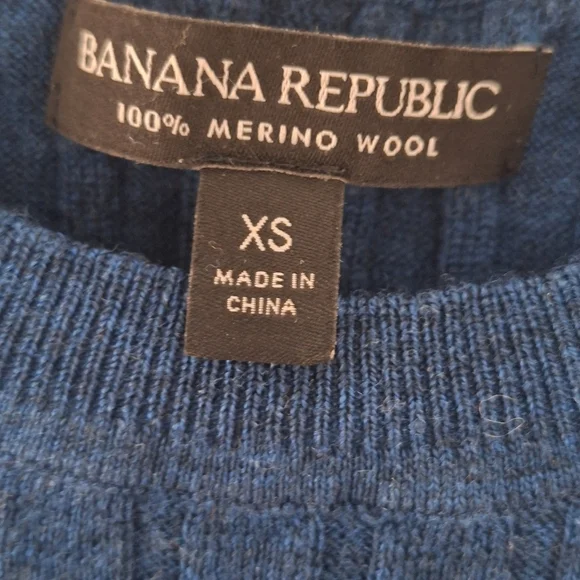 BANANA REPUBLIC
100% MERINO WOOL
XS
MADE IN
CHINA